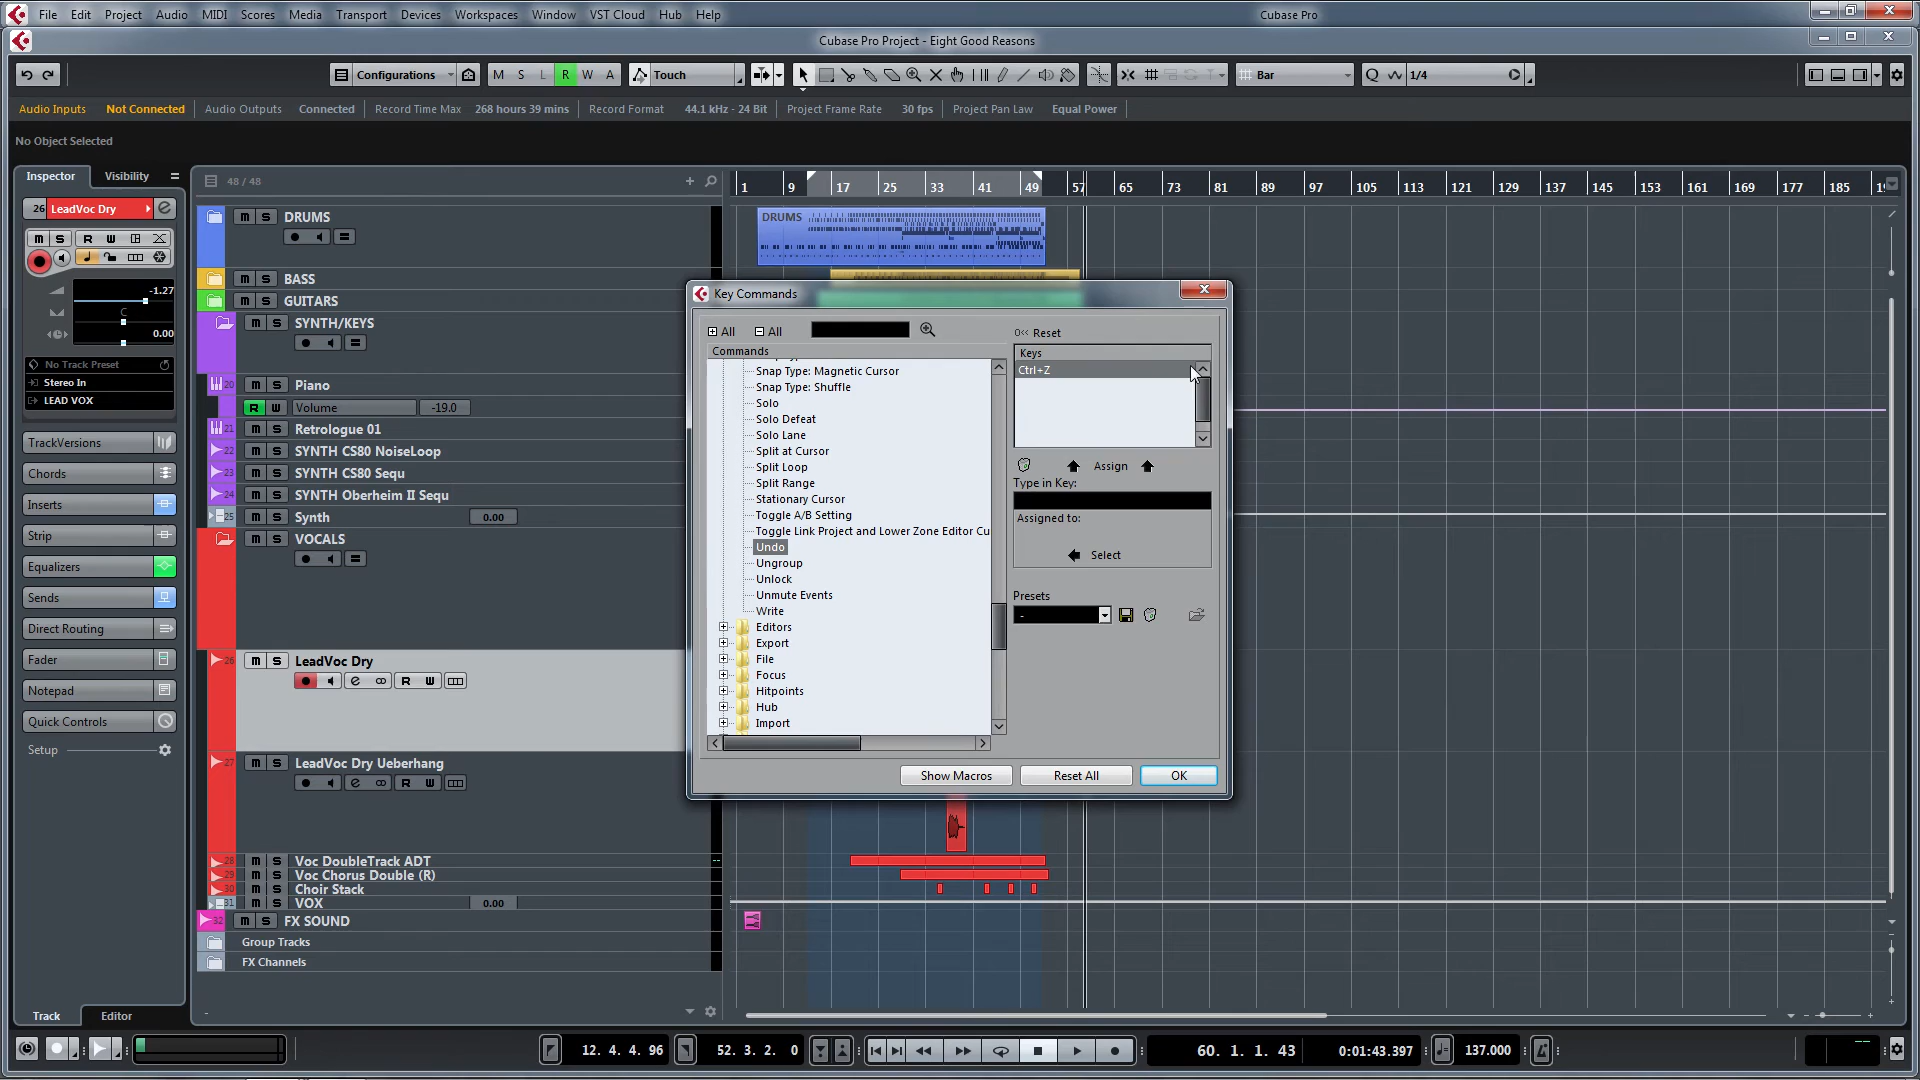 File Edit Project Audio MIDI Scores Media Transport Devices Workspaces Window VST Cloud Hub Help Cubase Pro
Cubase Pro Project - Eight Good Reasons
Configurations M S L R W A Touch Bar Q 1/4
Audio Inputs Not Connected Audio Outputs Connected Record Time Max 268 hours 39 mins Record Format 44.1 kHz - 24 Bit Project Frame Rate 30 fps Project Pan Law Equal Power
No Object Selected
Inspector Visibility
48 / 48
1 9 17 25 33 41 49 57 65 73 81 89 97 105 113 121 129 137 145 153 161 169 177 185
26 LeadVoc Dry
M S R W
-1.27
C
0.00
No Track Preset
Stereo In
LEAD VOX
TrackVersions
Chords
Inserts
Strip
Equalizers
Sends
Direct Routing
Fader
Notepad
Quick Controls
Setup
Track Editor
m S DRUMS
DRUMS
m S BASS
m S GUITARS
m S SYNTH/KEYS
20 m S Piano
R W Volume -19.0
21 m S Retrologue 01
22 m S SYNTH CS80 NoiseLoop
23 m S SYNTH CS80 Sequ
24 m S SYNTH Oberheim II Sequ
25 m S Synth 0.00
m S VOCALS
26 m S LeadVoc Dry
e R W
27 m S LeadVoc Dry Ueberhang
e R W
28 m S Voc DoubleTrack ADT
29 m S Voc Chorus Double (R)
30 m S Choir Stack
31 m S VOX 0.00
32 m S FX SOUND
Group Tracks
FX Channels
Key Commands
All All
Commands
Snap Type: Magnetic Cursor
Snap Type: Shuffle
Solo
Solo Defeat
Solo Lane
Split at Cursor
Split Loop
Split Range
Stationary Cursor
Toggle A/B Setting
Toggle Link Project and Lower Zone Editor Cu
Undo
Ungroup
Unlock
Unmute Events
Write
Editors
Export
File
Focus
Hitpoints
Hub
Import
Reset
Keys
Ctrl+Z
Assign
Type in Key:
Assigned to:
Select
Presets
-
Show Macros Reset All OK
12. 4. 4. 96 52. 3. 2. 0 60. 1. 1. 43 0:01:43.397 137.000